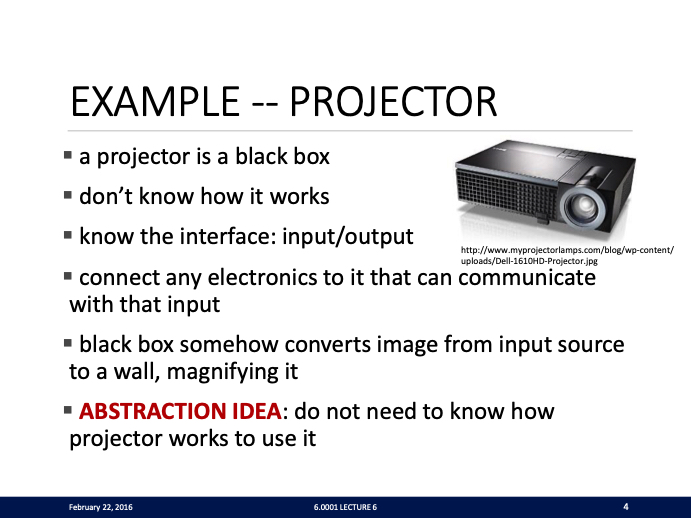 EXAMPLE -- PROJECTOR
▪ a projector is a black box
▪ don’t know how it works
▪ know the interface: input/output
http://www.myprojectorlamps.com/blog/wp-content/
uploads/Dell-1610HD-Projector.jpg
▪ connect any electronics to it that can communicate
with that input
▪ black box somehow converts image from input source
to a wall, magnifying it
▪ ABSTRACTION IDEA: do not need to know how
projector works to use it
February 22, 2016
6.0001 LECTURE 6
4